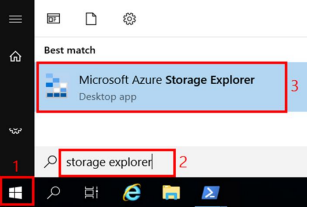 Best match
Microsoft Azure Storage Explorer
Desktop app
3
1
storage explorer
2